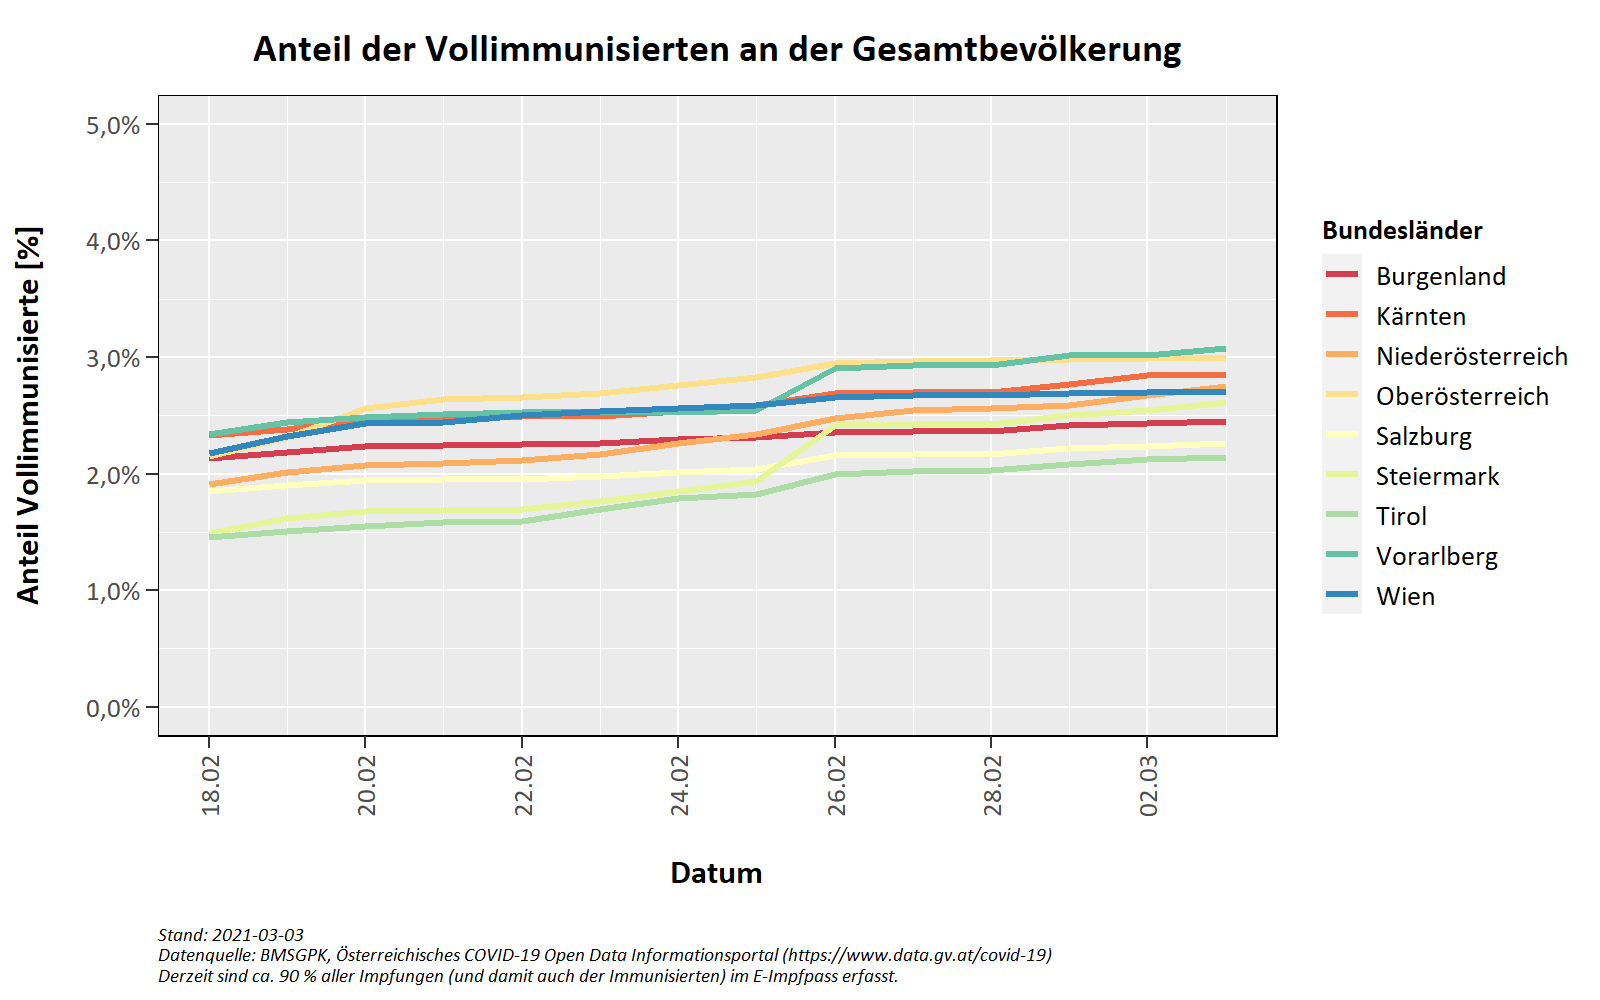 Anteil der Vollimmunisierten an der Gesamtbevölkerung
Anteil Vollimmunisierte [%]
5,0%
4,0%
3,0%
2,0%
1,0%
0,0%
18.02
20.02
22.02
24.02
26.02
28.02
02.03
Datum
Bundesländer
Burgenland
Kärnten
Niederösterreich
Oberösterreich
Salzburg
Steiermark
Tirol
Vorarlberg
Wien
Stand: 2021-03-03
Datenquelle: BMSGPK, Österreichisches COVID-19 Open Data Informationsportal (https://www.data.gv.at/covid-19)
Derzeit sind ca. 90 % aller Impfungen (und damit auch der Immunisierten) im E-Impfpass erfasst.